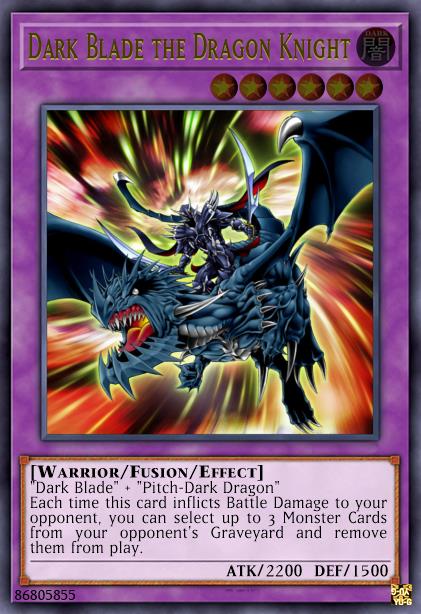 Dark Blade the Dragon Knight
DARK
闇
[Warrior/Fusion/Effect]
"Dark Blade" + "Pitch-Dark Dragon"
Each time this card inflicts Battle Damage to your
opponent, you can select up to 3 Monster Cards
from your opponent's Graveyard and remove
them from play.
ATK/2200 DEF/1500
86805855